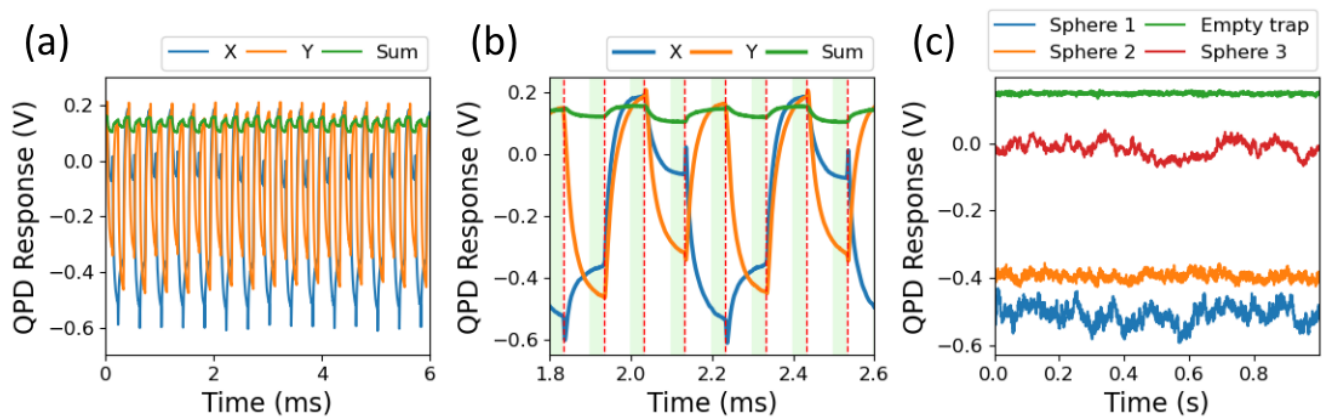 (a)
X Y Sum
QPD Response (V)
0.2
0.0
−0.2
−0.4
−0.6
0 2 4 6
Time (ms)
(b)
X Y Sum
QPD Response (V)
0.2
0.0
−0.2
−0.4
−0.6
1.8 2.0 2.2 2.4 2.6
Time (ms)
(c)
Sphere 1 Empty trap
Sphere 2 Sphere 3
QPD Response (V)
0.0
−0.2
−0.4
−0.6
0.0 0.2 0.4 0.6 0.8
Time (s)